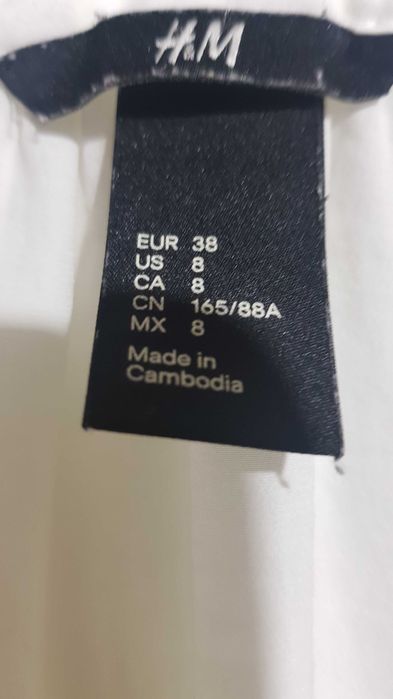 H&M
EUR 38
US 8
CA 8
CN 165/88A
MX 8
Made in
Cambodia